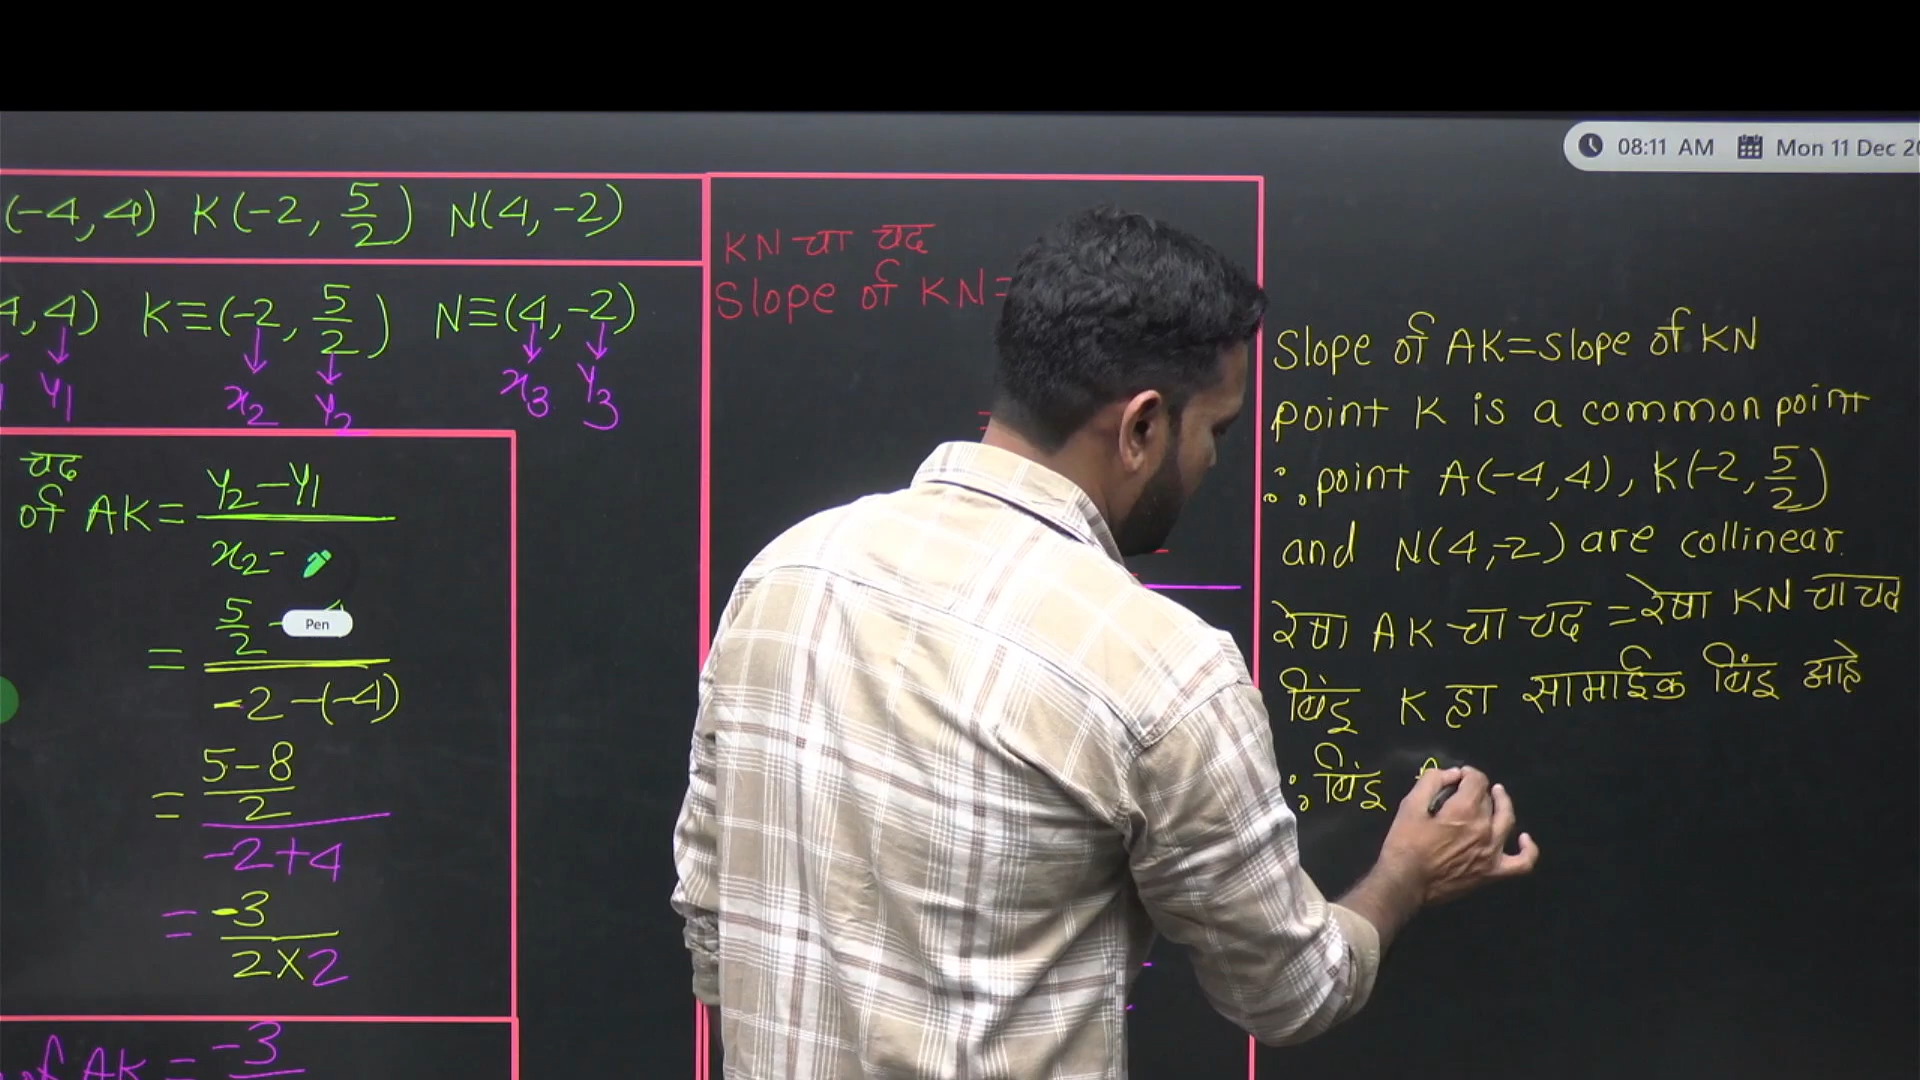 08:11 AM Mon 11 Dec
(-4,4) K(-2, 5/2) N(4,-2)
,4) K≡(-2, 5/2) N≡(4,-2)
y1 x2 y2 x3 y3
चढ
of AK = y2-y1
x2-
= 5/2 -
Pen
-2-(-4)
= 5-8
2
-2+4
= -3
2×2
of AK = -3
KN चा चढ
Slope of KN =
Slope of AK = slope of KN
point K is a common point
∴ point A(-4,4), K(-2, 5/2)
and N(4,-2) are collinear.
रेषा AK चा चढ = रेषा KN चा चढ
बिंदू K हा सामाईक बिंदू आहे
∴ बिंदू